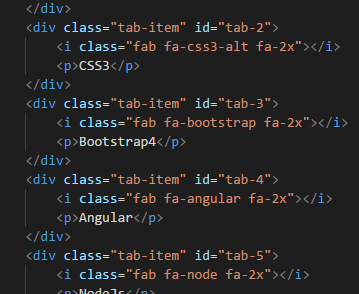 </div>
<div class="tab-item" id="tab-2">
<i class="fab fa-css3-alt fa-2x"></i>
<p>CSS3</p>
</div>
<div class="tab-item" id="tab-3">
<i class="fab fa-bootstrap fa-2x"></i>
<p>Bootstrap4</p>
</div>
<div class="tab-item" id="tab-4">
<i class="fab fa-angular fa-2x"></i>
<p>Angular</p>
</div>
<div class="tab-item" id="tab-5">
<i class="fab fa-node fa-2x"></i>
<p>NodeJs</p>